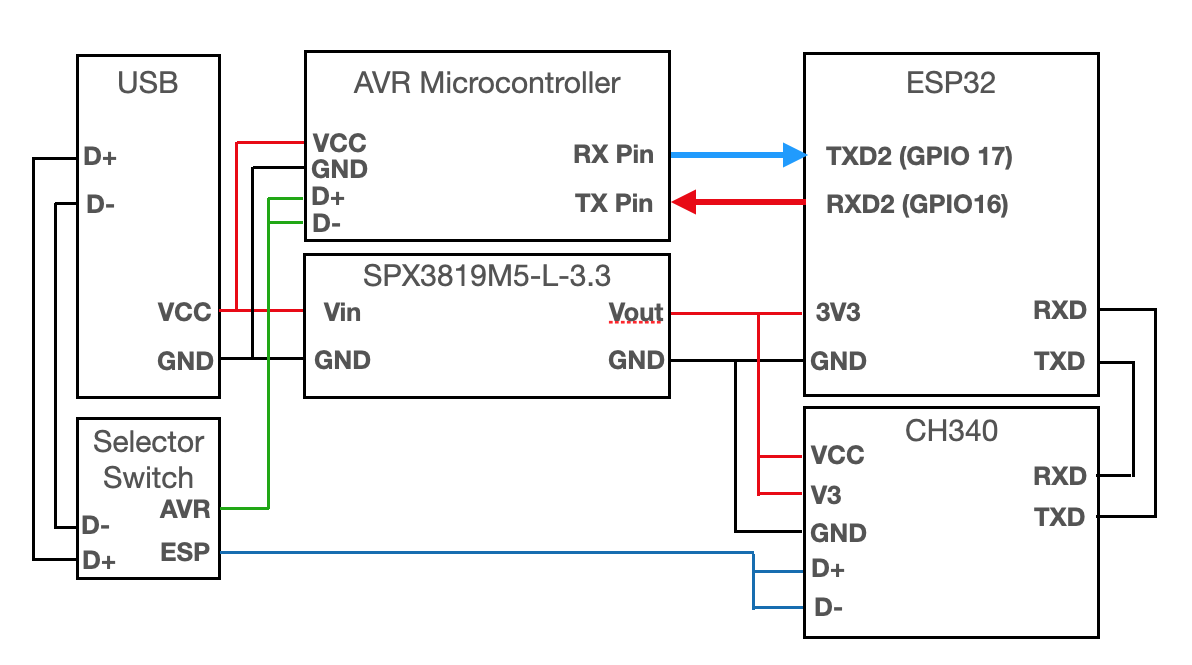 USB
D+
D-
VCC
GND
AVR Microcontroller
VCC
GND
D+
D-
RX Pin
TX Pin
ESP32
TXD2 (GPIO 17)
RXD2 (GPIO16)
3V3
GND
RXD
TXD
SPX3819M5-L-3.3
Vin
GND
Vout
GND
Selector
Switch
AVR
ESP
D-
D+
CH340
VCC
V3
GND
D+
D-
RXD
TXD